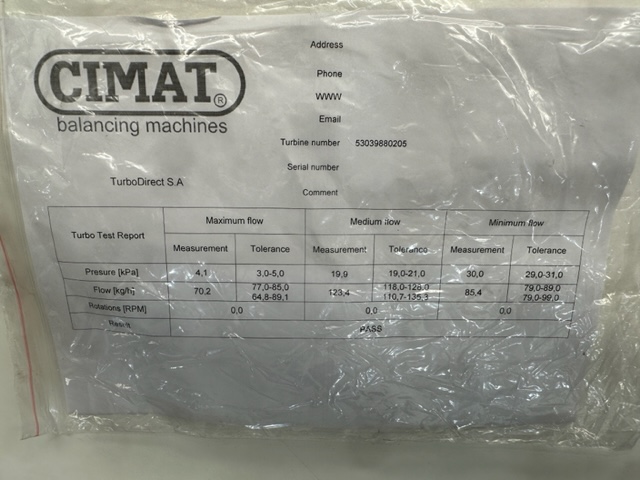 CIMAT®
balancing machines
TurboDirect S.A
Address
Phone
WWW
Email
Turbine number 53039880205
Serial number
Comment
Turbo Test Report Maximum flow Medium flow Minimum flow
Measurement Tolerance Measurement Tolerance Measurement Tolerance
Presure [kPa] 4,1 3,0-5,0 19,9 19,0-21,0 30,0 29,0-31,0
Flow [kg/h] 70,2 77,0-85,0 64,8-89,1 123,4 118,0-128,0 110,7-135,3 85,4 79,0-89,0 79,0-99,0
Rotations [RPM] 0,0 0,0 0,0
Result PASS